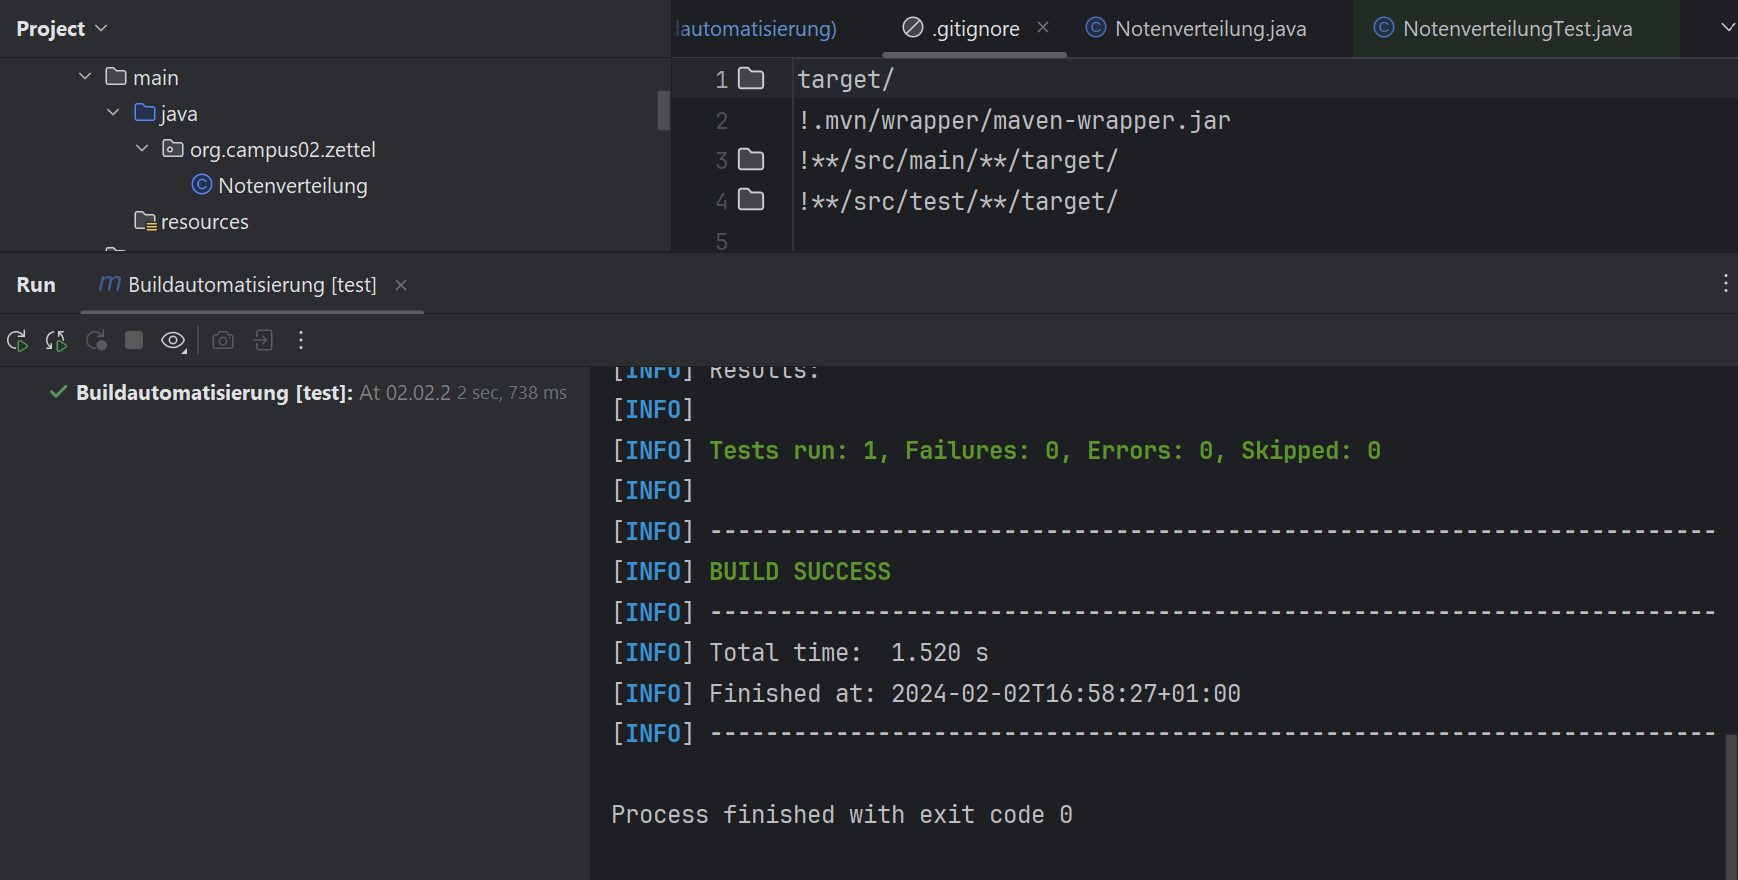 Project
main
java
org.campus02.zettel
Notenverteilung
resources
automatisierung)
.gitignore
Notenverteilung.java
NotenverteilungTest.java
1 target/
2 !.mvn/wrapper/maven-wrapper.jar
3 !**/src/main/**/target/
4 !**/src/test/**/target/
5
Run
m Buildautomatisierung [test]
Buildautomatisierung [test]: At 02.02.2 2 sec, 738 ms
[INFO] Results:
[INFO]
[INFO] Tests run: 1, Failures: 0, Errors: 0, Skipped: 0
[INFO]
[INFO] ------------------------------------------------------------------------
[INFO] BUILD SUCCESS
[INFO] ------------------------------------------------------------------------
[INFO] Total time:  1.520 s
[INFO] Finished at: 2024-02-02T16:58:27+01:00
[INFO] ------------------------------------------------------------------------
Process finished with exit code 0